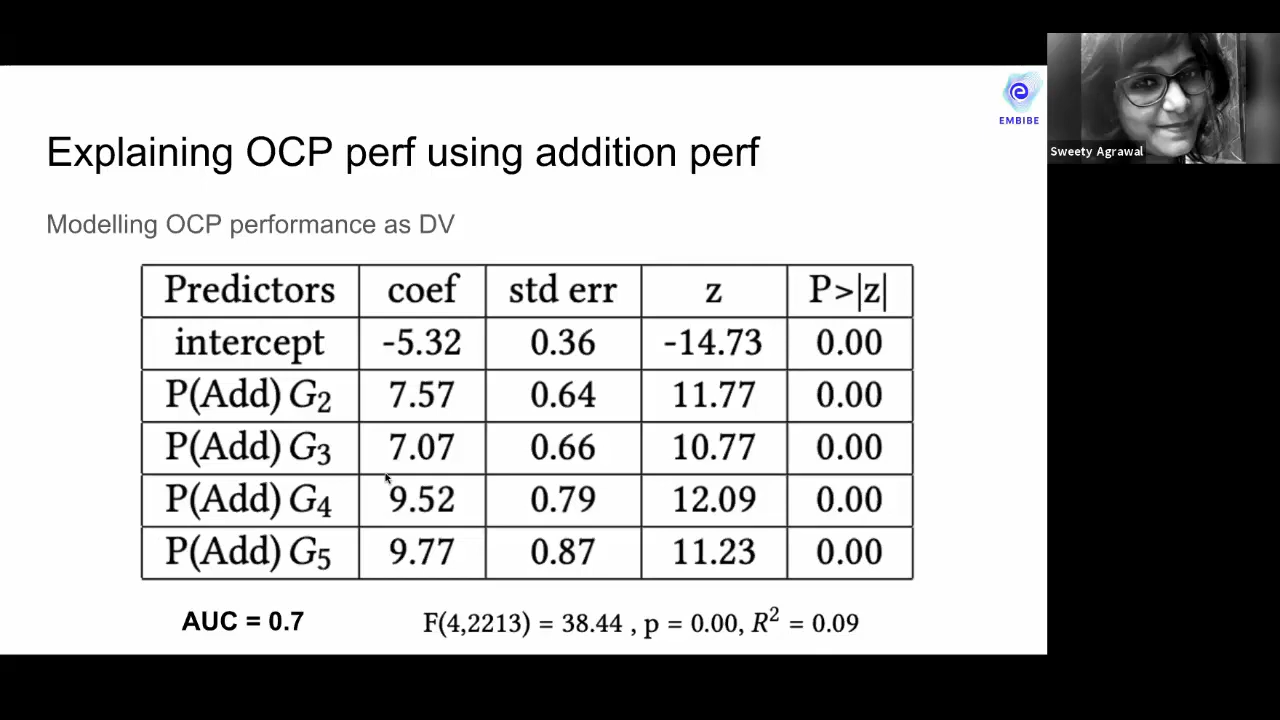 EMBIBE
Sweety Agrawal
Explaining OCP perf using addition perf
Modelling OCP performance as DV
Predictors coef std err z P>|z|
intercept -5.32 0.36 -14.73 0.00
P(Add) G₂ 7.57 0.64 11.77 0.00
P(Add) G₃ 7.07 0.66 10.77 0.00
P(Add) G₄ 9.52 0.79 12.09 0.00
P(Add) G₅ 9.77 0.87 11.23 0.00
AUC = 0.7 F(4,2213) = 38.44 , p = 0.00, R² = 0.09